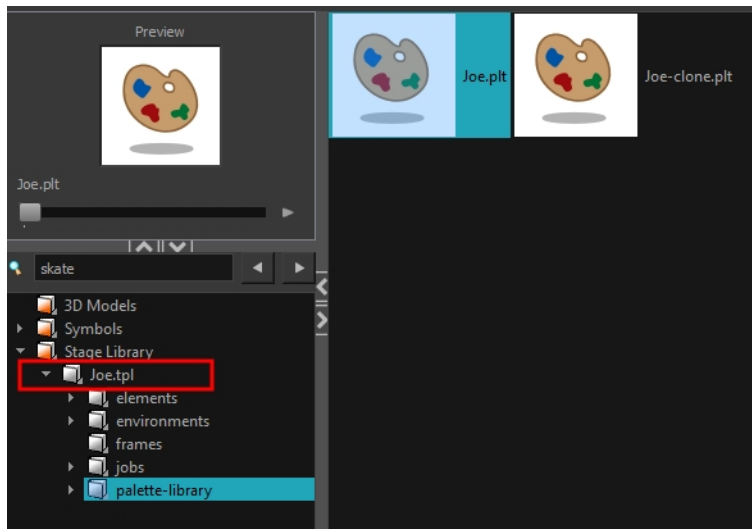 Preview
Joe.plt
Joe-clone.plt
Joe.plt
skate
3D Models
Symbols
Stage Library
Joe.tpl
elements
environments
frames
jobs
palette-library